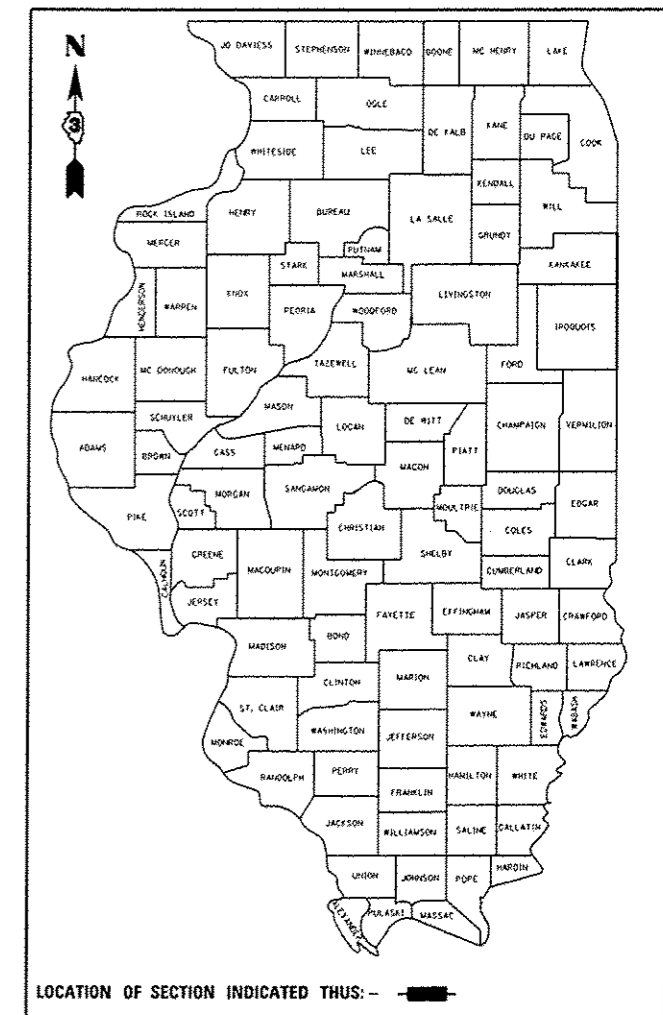 N
3
JO DAVIESS STEPHENSON WINNEBAGO BOONE MC HENRY LAKE
CARROLL OGLE DE KALB KANE DU PAGE COOK
WHITESIDE LEE KENDALL WILL
ROCK ISLAND HENRY BUREAU LA SALLE GRUNDY
MERCER PUTNAM KANKAKEE
HENDERSON WARREN KNOX STARK MARSHALL LIVINGSTON IROQUOIS
PEORIA WOODFORD FORD
HANCOCK MC DONOUGH FULTON TAZEWELL MC LEAN
SCHUYLER MASON LOGAN DE WITT CHAMPAIGN VERMILION
ADAMS BROWN CASS MENARD MACON PIATT
PIKE SCOTT MORGAN SANGAMON CHRISTIAN MOULTRIE DOUGLAS EDGAR
COLES
CALHOUN GREENE MACOUPIN MONTGOMERY SHELBY CUMBERLAND CLARK
JERSEY FAYETTE EFFINGHAM JASPER CRAWFORD
MADISON BOND CLAY RICHLAND LAWRENCE
CLINTON MARION
ST. CLAIR WAYNE EDWARDS WABASH
MONROE WASHINGTON JEFFERSON
RANDOLPH PERRY HAMILTON WHITE
FRANKLIN
JACKSON WILLIAMSON SALINE GALLATIN
UNION JOHNSON POPE HARDIN
ALEXANDER PULASKI MASSAC
LOCATION OF SECTION INDICATED THUS: -